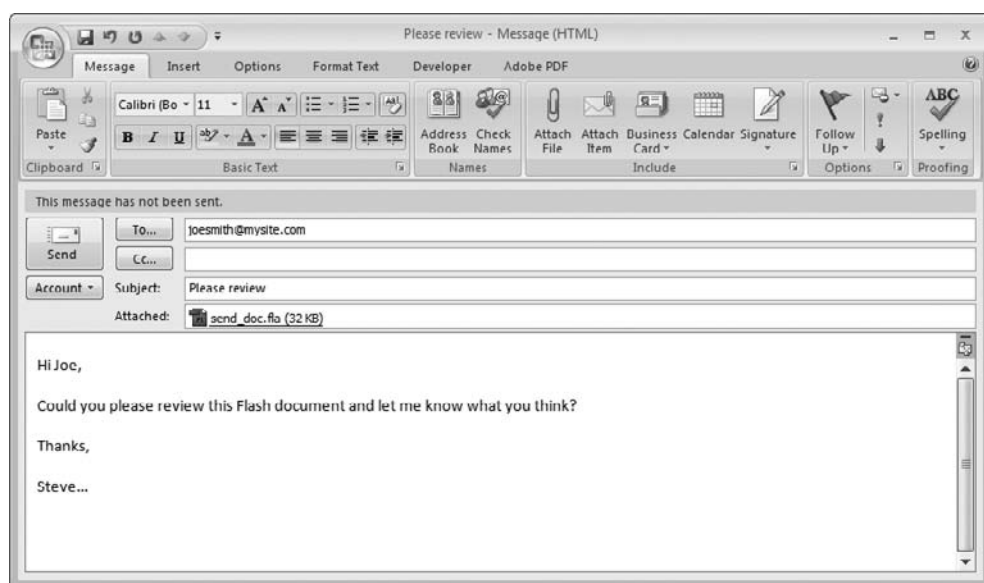 Please review - Message (HTML)
Message Insert Options Format Text Developer Adobe PDF
Calibri (Bo 11 A A
Paste B I U ab A Address Book Check Names Attach File Attach Item Business Card Calendar Signature Follow Up ABC Spelling
Clipboard Basic Text Names Include Options Proofing
This message has not been sent.
To... joesmith@mysite.com
Send
Cc...
Account Subject: Please review
Attached: send_doc.fla (32 KB)
Hi Joe,
Could you please review this Flash document and let me know what you think?
Thanks,
Steve...